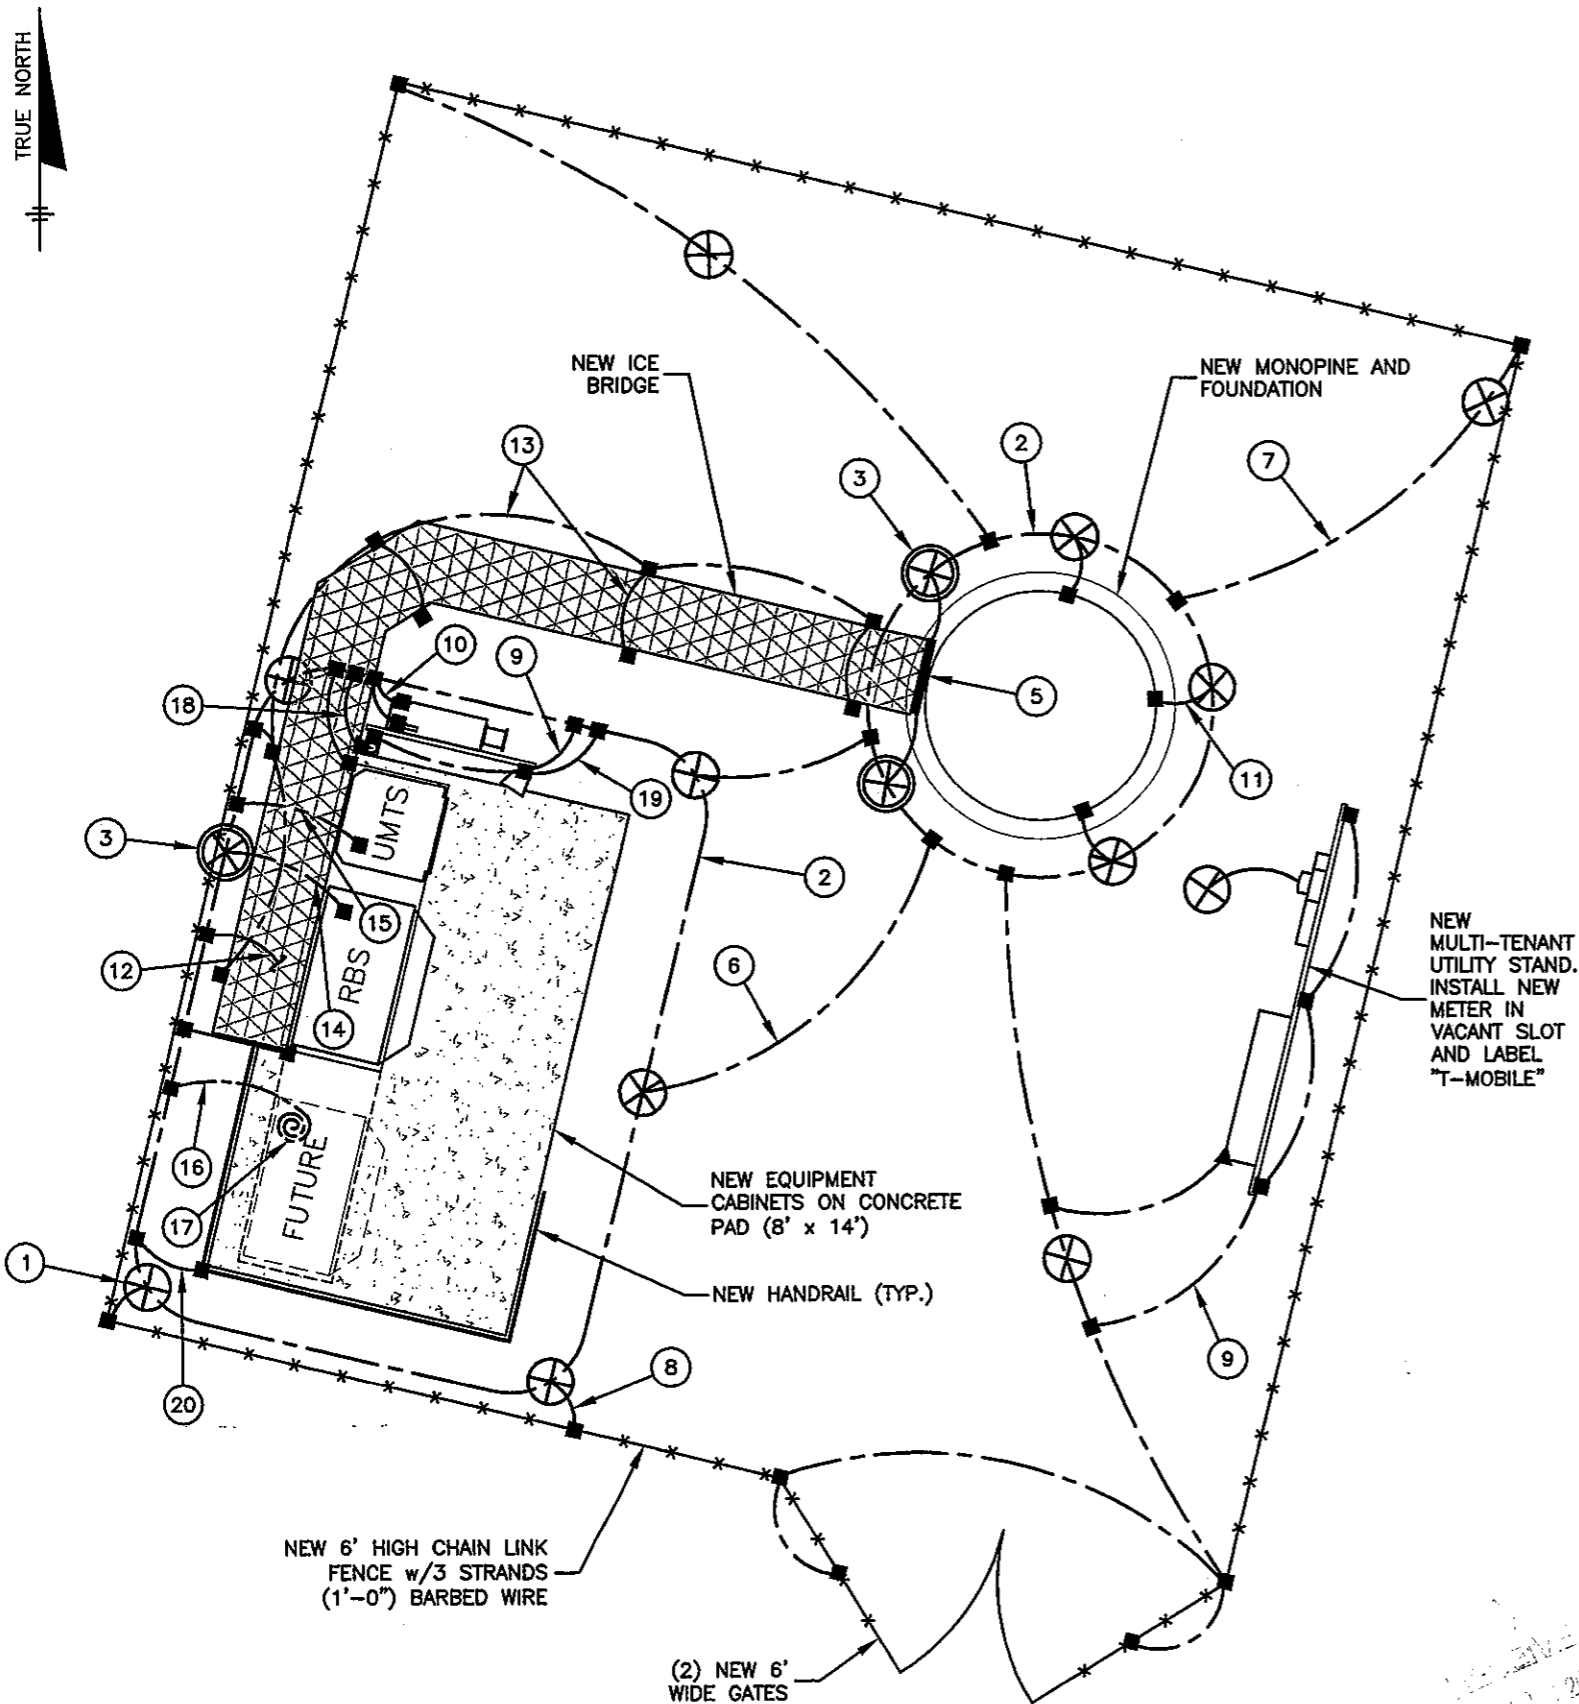 TRUE NORTH
NEW ICE
BRIDGE
NEW MONOPINE AND
FOUNDATION
13
3
2
7
10
9
18
5
19
11
UMTS
3
2
15
12
RBS
14
6
NEW
MULTI-TENANT
UTILITY STAND.
INSTALL NEW
METER IN
VACANT SLOT
AND LABEL
"T-MOBILE"
16
17
FUTURE
NEW EQUIPMENT
CABINETS ON CONCRETE
PAD (8' x 14')
1
NEW HANDRAIL (TYP.)
20
8
9
NEW 6' HIGH CHAIN LINK
FENCE w/3 STRANDS
(1'-0") BARBED WIRE
(2) NEW 6'
WIDE GATES